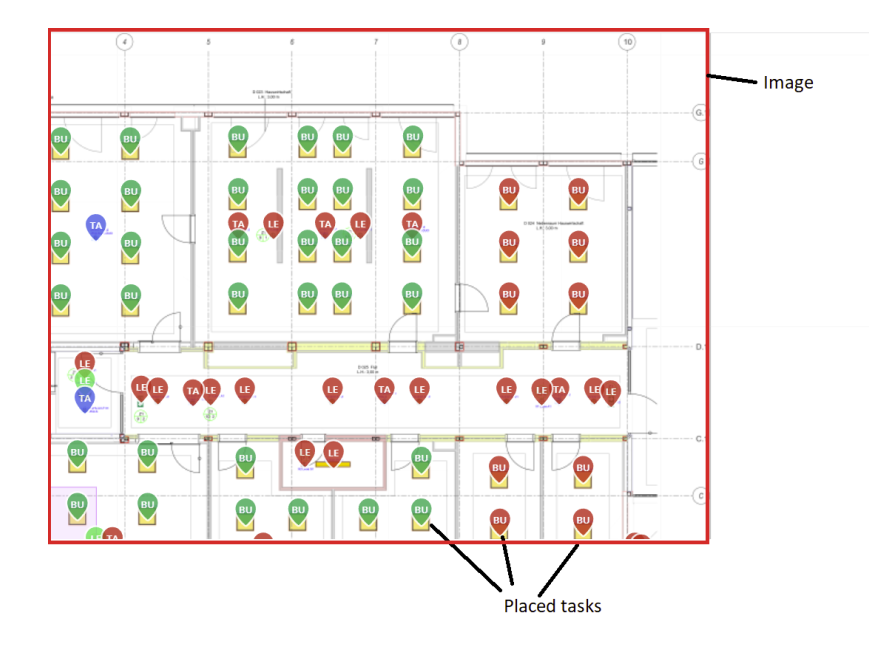 4 5 6 7 8 9 10
Image
G.
BU BU BU BU BU BU
G
BU BU BU BU BU BU BU BU
TA TA LE TA LE TA
BU BU BU BU BU BU BU BU
BU BU BU BU BU BU BU BU
D.
LE
LE
TA
LE LE TA LE LE LE TA LE LE LE TA LE LE
C.
BU BU BU LE LE BU BU BU
C
BU BU BU BU BU BU BU BU
LE TA
Placed tasks